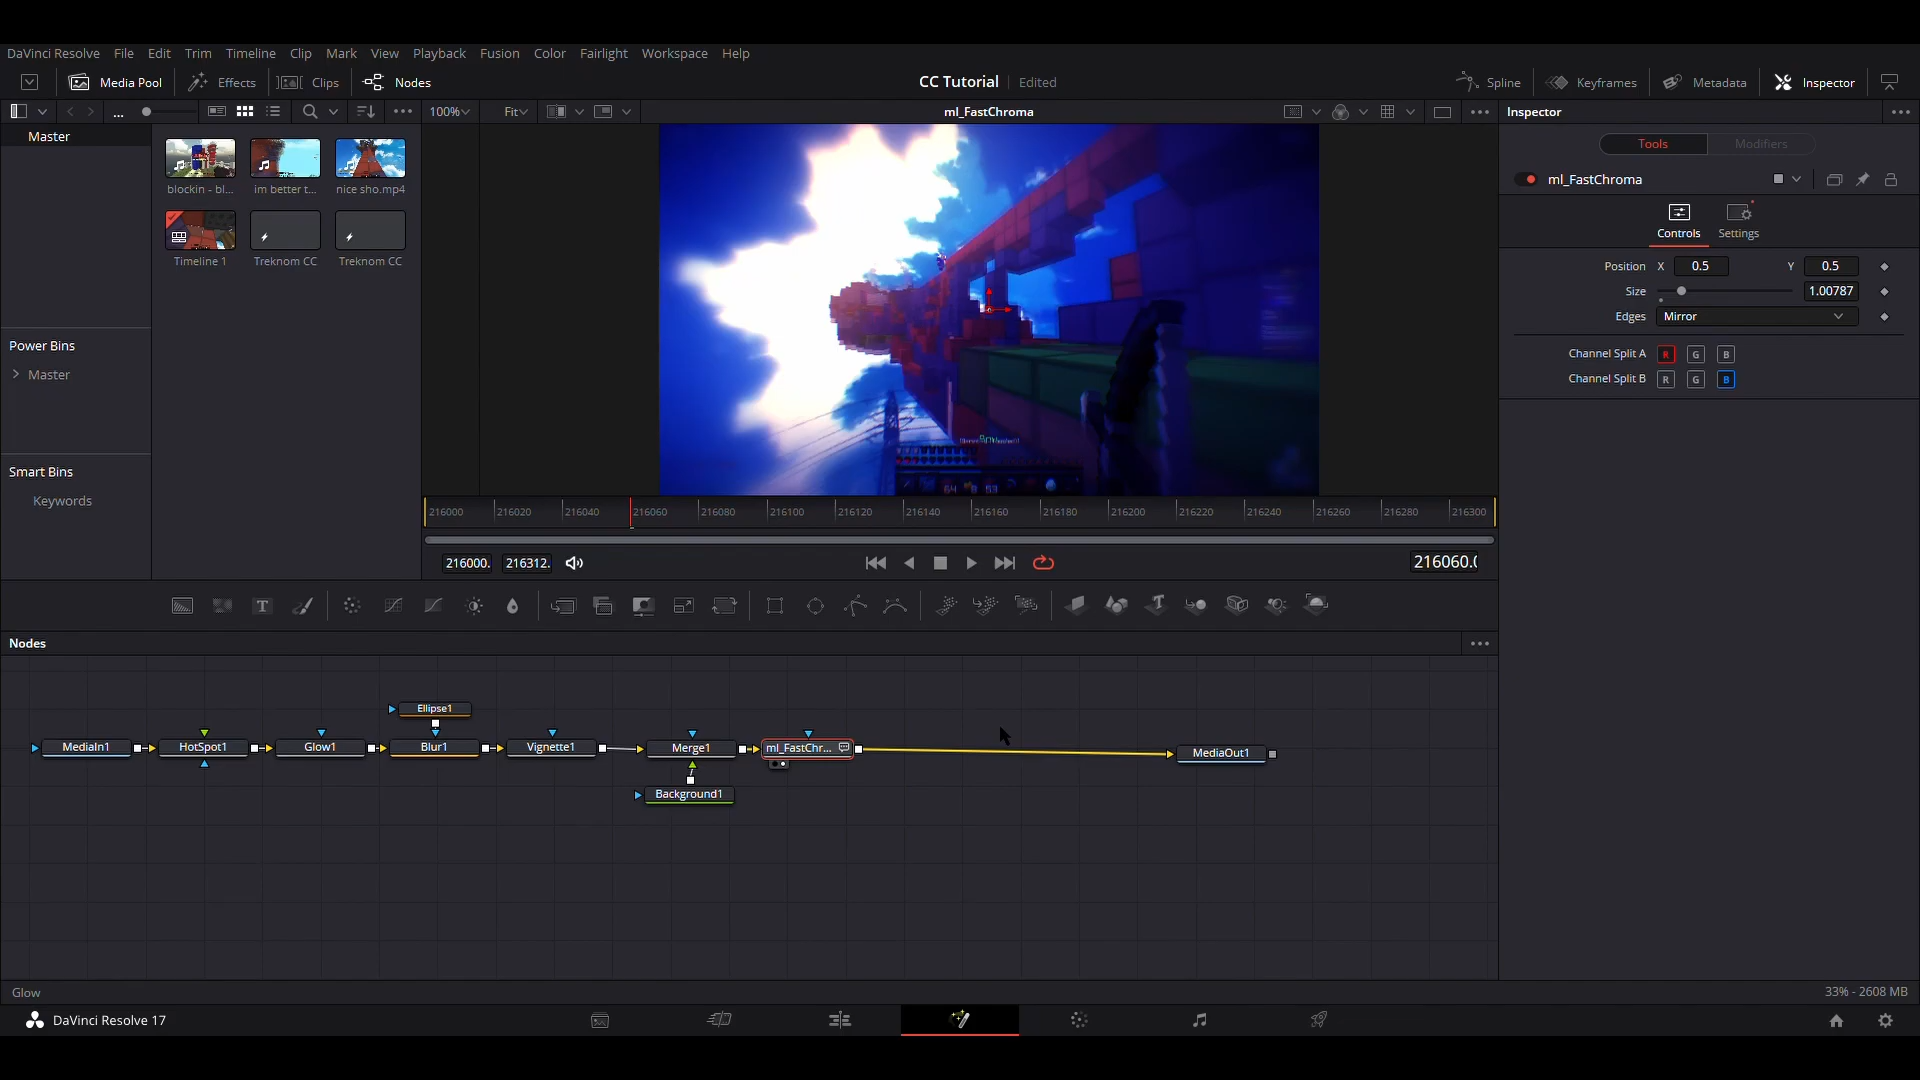 DaVinci Resolve File Edit Trim Timeline Clip Mark View Playback Fusion Color Fairlight Workspace Help
Media Pool Effects Clips Nodes CC Tutorial Edited Spline Keyframes Metadata Inspector
... 100% Fit ml_FastChroma Inspector
Master
Tools Modifiers
ml_FastChroma
blockin - bl... im better t... nice sho.mp4
Controls Settings
Timeline 1 Treknom CC Treknom CC
Position X 0.5 Y 0.5
Size 1.00787
Edges Mirror
Channel Split A R G B
Channel Split B R G B
Power Bins
Master
Smart Bins
Keywords
64 8 53
216000 216020 216040 216060 216080 216100 216120 216140 216160 216180 216200 216220 216240 216260 216280 216300
216000. 216312. 216060.0
T
Nodes
Ellipse1
MediaIn1 HotSpot1 Glow1 Blur1 Vignette1 Merge1 ml_FastChr... MediaOut1
Background1
Glow 33% - 2608 MB
DaVinci Resolve 17